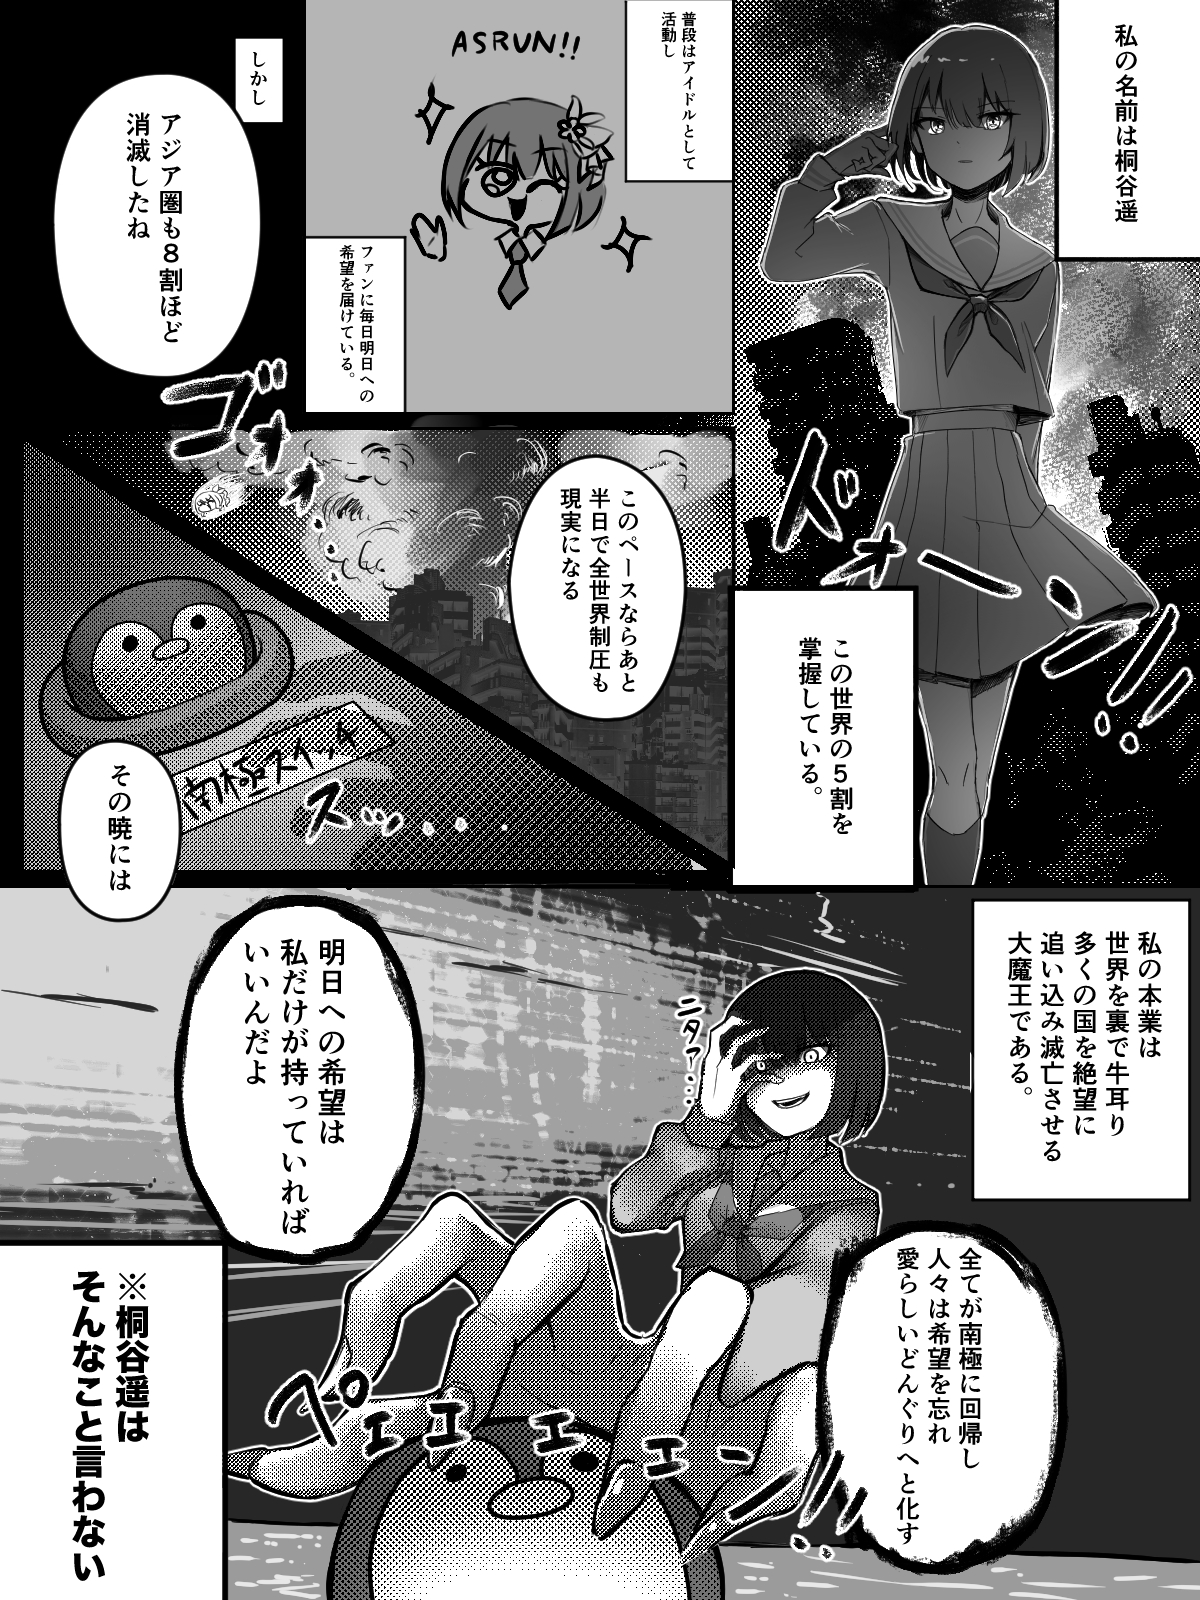 私の名前は桐谷遥
ズォーン!!
この世界の5割を
掌握している。
普段はアイドルとして
活動し
ASRUN!!
ファンに毎日明日への
希望を届けている。
しかし
アジア圏も8割ほど
消滅したね
ゴォォ
このペースならあと
半日で全世界制圧も
現実になる
南極スイッチ
スッ....
その暁には
私の本業は
世界を裏で牛耳り
多くの国を絶望に
追い込み滅亡させる
大魔王である。
ニタァ…
全てが南極に回帰し
人々は希望を忘れ
愛らしいどんぐりへと化す
明日への希望は
私だけが持っていれば
いいんだよ
ペエエエエー!!
※桐谷遥は
そんなこと言わない